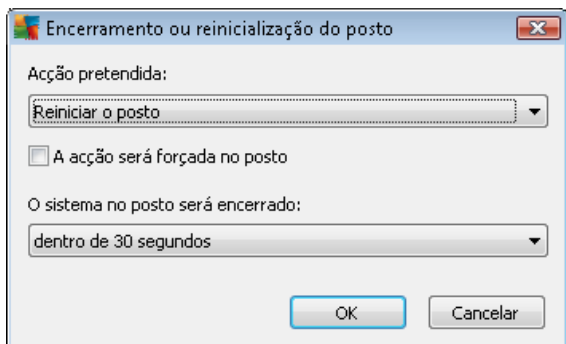 Encerramento ou reinicialização do posto
Acção pretendida:
Reiniciar o posto
A acção será forçada no posto
O sistema no posto será encerrado:
dentro de 30 segundos
OK
Cancelar